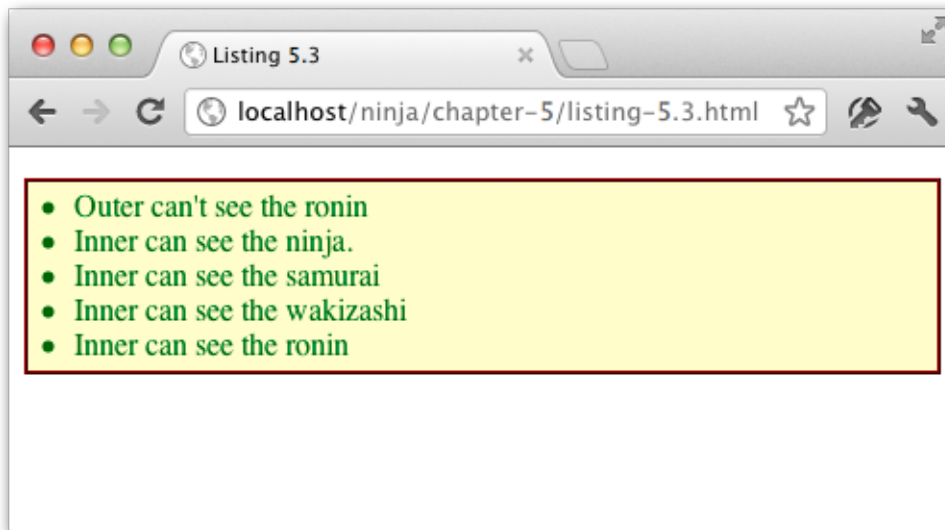 Listing 5.3
localhost/ninja/chapter-5/listing-5.3.html
Outer can't see the ronin
Inner can see the ninja.
Inner can see the samurai
Inner can see the wakizashi
Inner can see the ronin